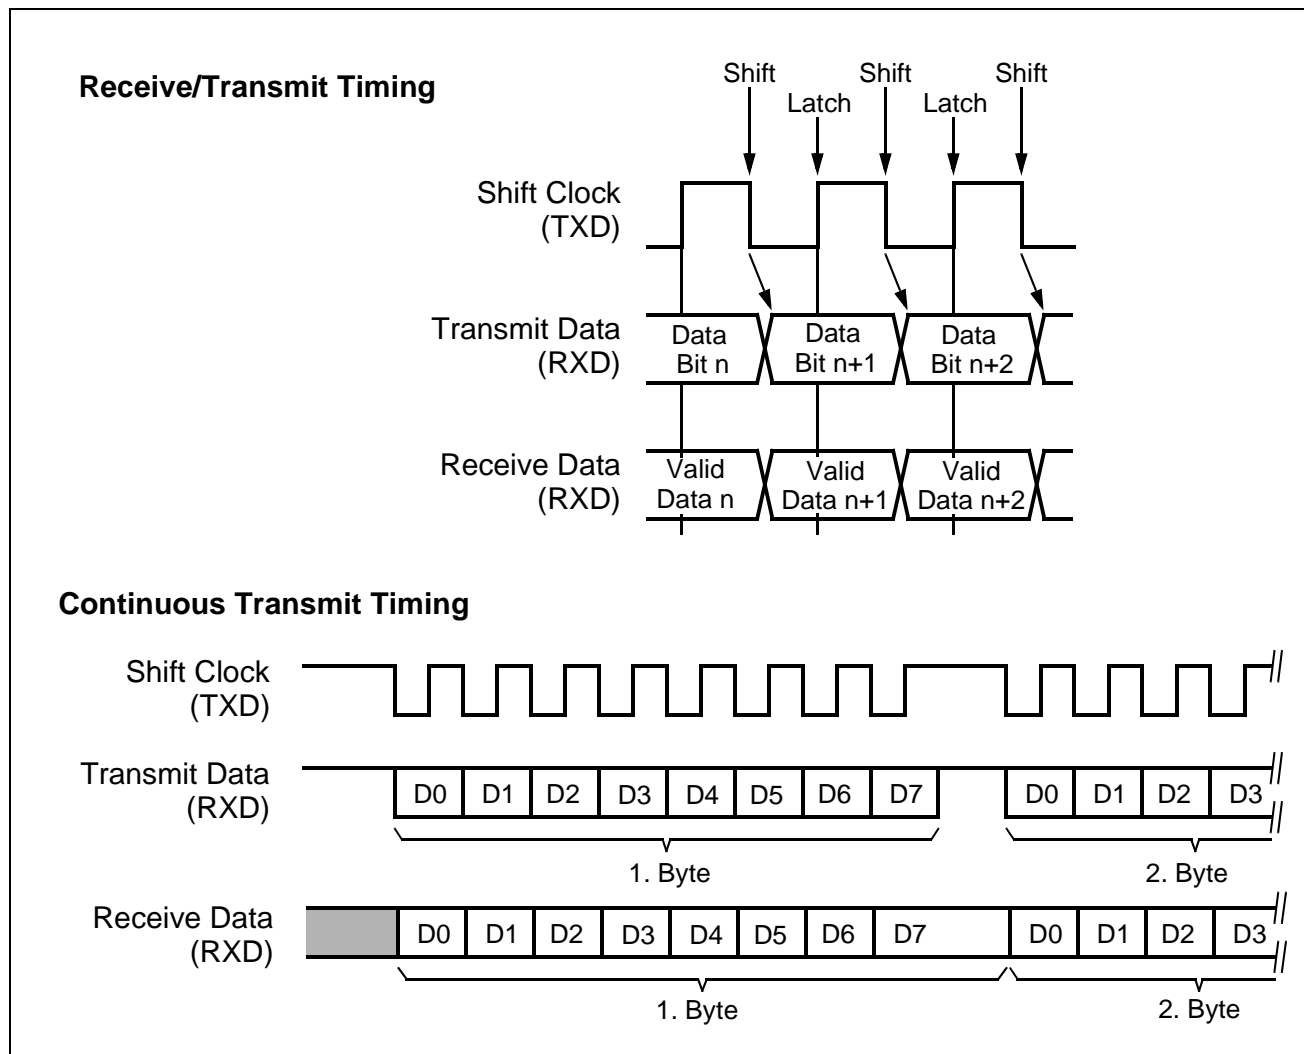 Receive/Transmit Timing
Shift Shift Shift
Latch Latch
Shift Clock
(TXD)
Transmit Data
(RXD)
Data Data Data
Bit n Bit n+1 Bit n+2
Receive Data
(RXD)
Valid Valid Valid
Data n Data n+1 Data n+2
Continuous Transmit Timing
Shift Clock
(TXD)
Transmit Data
(RXD)
D0 D1 D2 D3 D4 D5 D6 D7 D0 D1 D2 D3
1. Byte 2. Byte
Receive Data
(RXD)
D0 D1 D2 D3 D4 D5 D6 D7 D0 D1 D2 D3
1. Byte 2. Byte